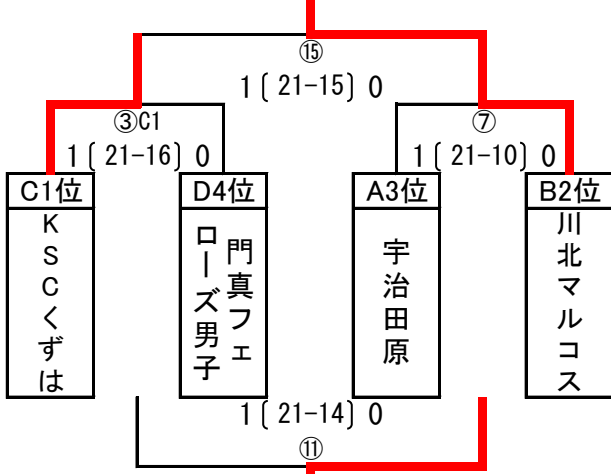 ⑮
1〔 21-15〕 0
③C1
⑦
1〔 21-16〕 0
1〔 21-10〕 0
C1位
D4位
A3位
B2位
KSCくずは
門真フェ
ローズ男子
宇治田原
川北マルコス
1〔 21-14〕 0
⑪